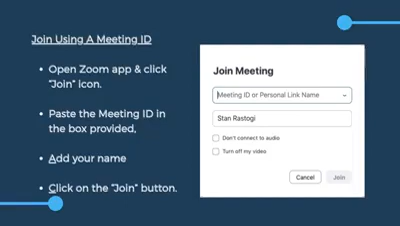 Join Using A Meeting ID
• Open Zoom app & click
"Join" icon.
• Paste the Meeting ID in
the box provided,
• Add your name
• Click on the "Join" button.
Join Meeting
Meeting ID or Personal Link Name
Stan Rastogi
Don't connect to audio
Turn off my video
Cancel
Join